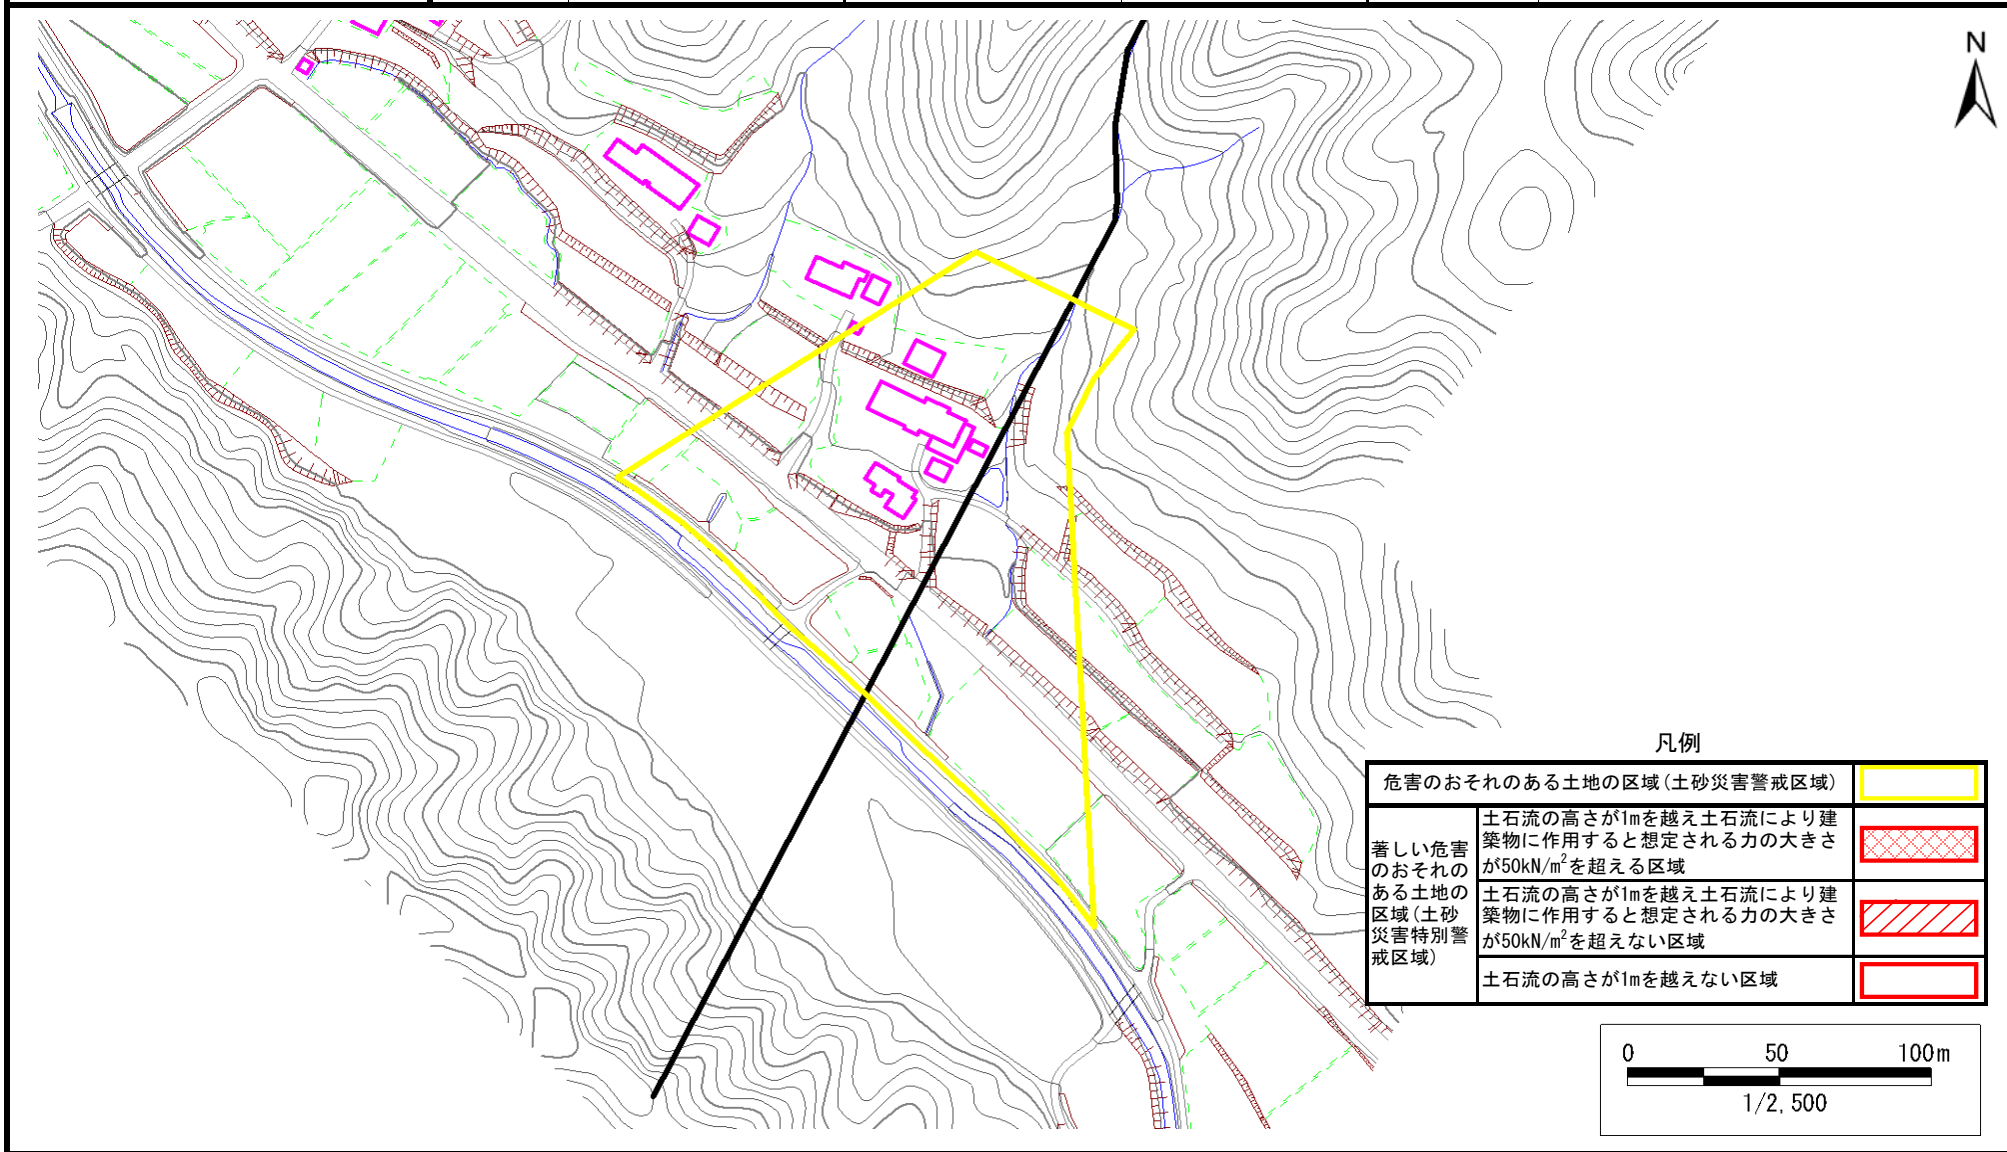 N
凡例
危害のおそれのある土地の区域(土砂災害警戒区域)
著しい危害
のおそれの
ある土地の
区域(土砂
災害特別警
戒区域)
土石流の高さが1mを越え土石流により建
築物に作用すると想定される力の大きさ
が50kN/m²を超える区域
土石流の高さが1mを越え土石流により建
築物に作用すると想定される力の大きさ
が50kN/m²を超えない区域
土石流の高さが1mを越えない区域
0 50 100m
1/2,500